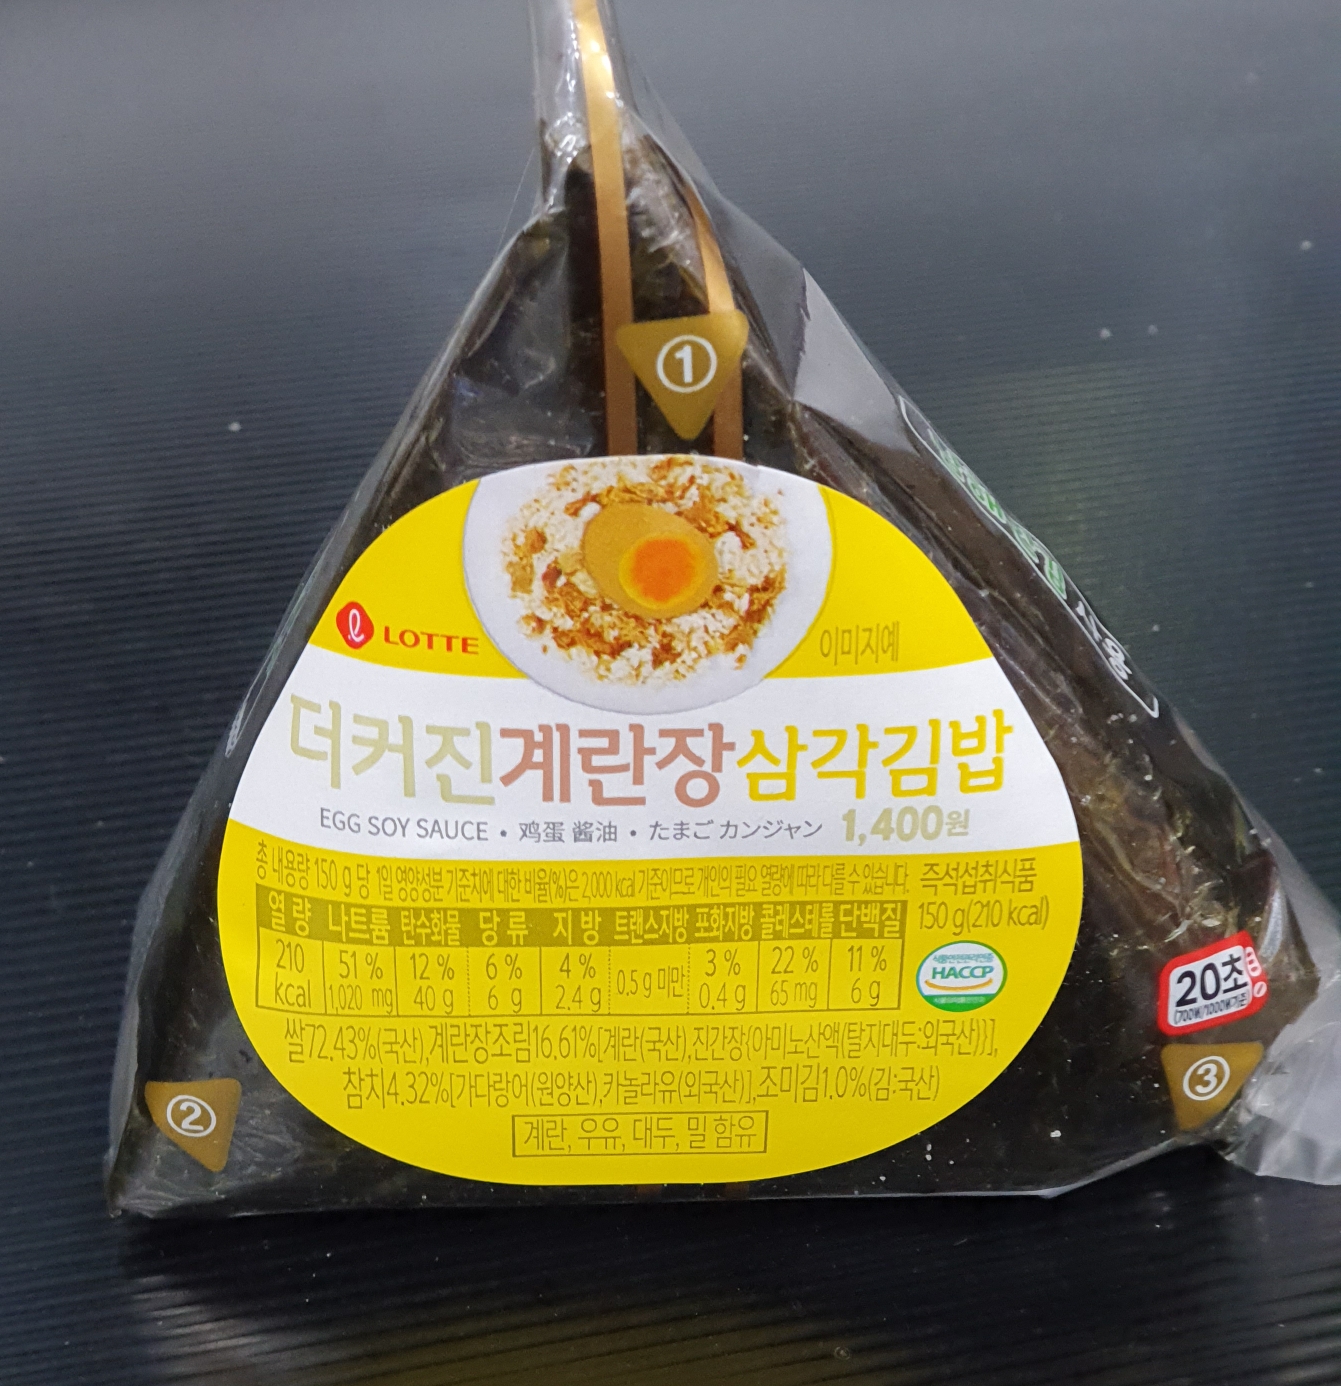 ①
LOTTE
이미지예
더커진계란장삼각김밥
EGG SOY SAUCE • 鸡蛋 酱油 • たまご カンジャン 1,400원
총 내용량 150 g 당 1일 영양성분 기준치에 대한 비율(%)은 2,000 kcal 기준이므로 개인의 필요 열량에 따라 다를 수 있습니다.
즉석섭취식품
150 g(210 kcal)
열 량 나트륨 탄수화물 당 류 지 방 트랜스지방 포화지방 콜레스테롤 단백질
210 51 % 12 % 6 % 4 % 0.5 g 미만 3 % 22 % 11 %
kcal 1,020 mg 40 g 6 g 2.4 g 0.4 g 65 mg 6 g
HACCP
20초
(700W/1000W기준)
쌀72.43%(국산),계란장조림16.61%[계란(국산),진간장{아미노산액(탈지대두:외국산)}],
참치4.32%[가다랑어(원양산),카놀라유(외국산)],조미김1.0%(김:국산)
계란, 우유, 대두, 밀 함유
②
③